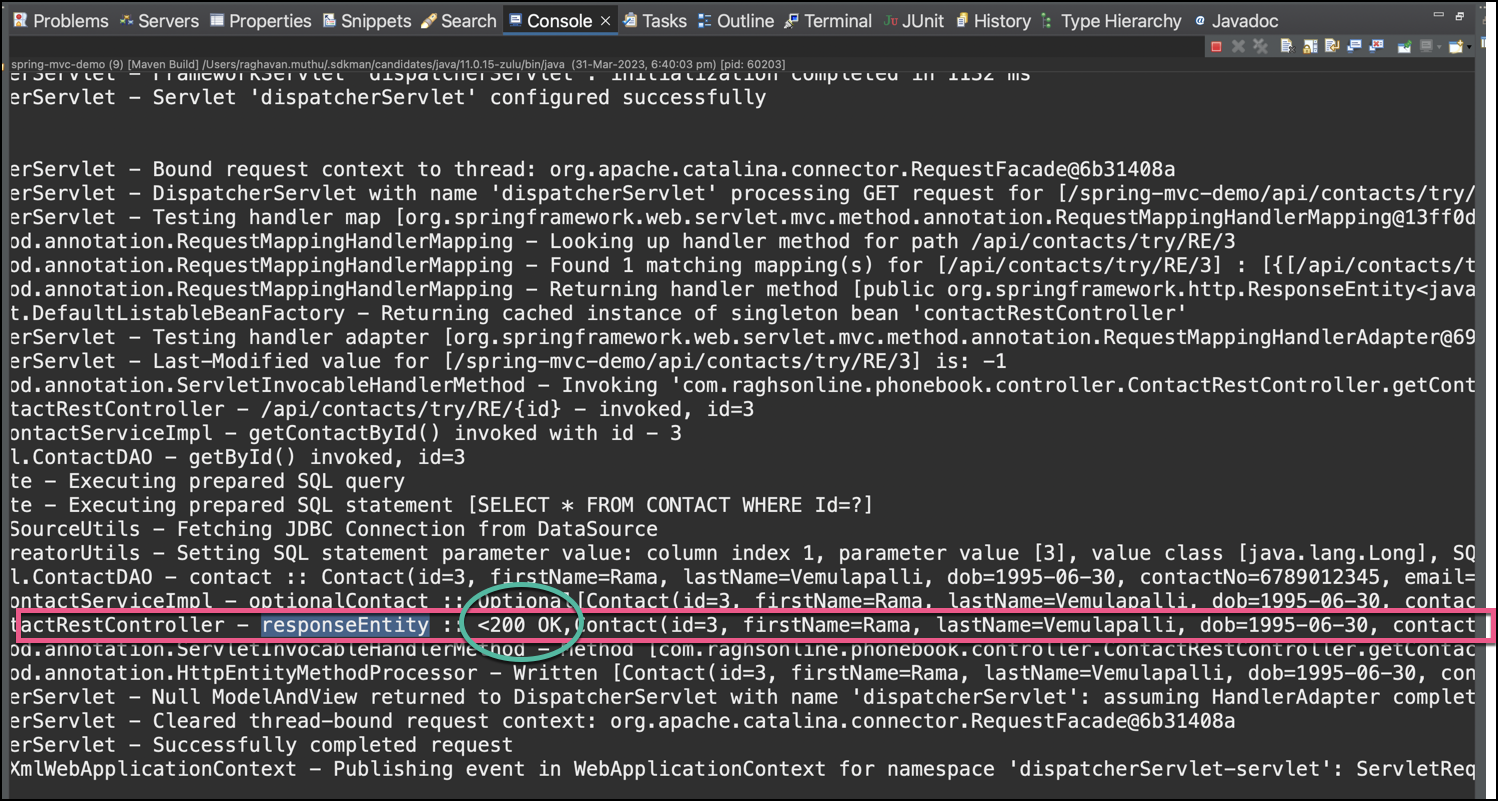 Problems Servers Properties Snippets Search Console Tasks Outline Terminal JUnit History Type Hierarchy Javadoc
spring-mvc-demo (9) [Maven Build] /Users/raghavan.muthu/.sdkman/candidates/java/11.0.15-zulu/bin/java (31-Mar-2023, 6:40:03 pm) [pid: 60203]
erServlet - FrameworkServlet 'dispatcherServlet': initialization completed in 1152 ms
erServlet - Servlet 'dispatcherServlet' configured successfully
erServlet - Bound request context to thread: org.apache.catalina.connector.RequestFacade@6b31408a
erServlet - DispatcherServlet with name 'dispatcherServlet' processing GET request for [/spring-mvc-demo/api/contacts/try/
erServlet - Testing handler map [org.springframework.web.servlet.mvc.method.annotation.RequestMappingHandlerMapping@13ff0d
od.annotation.RequestMappingHandlerMapping - Looking up handler method for path /api/contacts/try/RE/3
od.annotation.RequestMappingHandlerMapping - Found 1 matching mapping(s) for [/api/contacts/try/RE/3] : [{[/api/contacts/t
od.annotation.RequestMappingHandlerMapping - Returning handler method [public org.springframework.http.ResponseEntity<java
t.DefaultListableBeanFactory - Returning cached instance of singleton bean 'contactRestController'
erServlet - Testing handler adapter [org.springframework.web.servlet.mvc.method.annotation.RequestMappingHandlerAdapter@69
erServlet - Last-Modified value for [/spring-mvc-demo/api/contacts/try/RE/3] is: -1
od.annotation.ServletInvocableHandlerMethod - Invoking 'com.raghsonline.phonebook.controller.ContactRestController.getCont
tactRestController - /api/contacts/try/RE/{id} - invoked, id=3
ontactServiceImpl - getContactById() invoked with id - 3
l.ContactDAO - getById() invoked, id=3
te - Executing prepared SQL query
te - Executing prepared SQL statement [SELECT * FROM CONTACT WHERE Id=?]
SourceUtils - Fetching JDBC Connection from DataSource
reatorUtils - Setting SQL statement parameter value: column index 1, parameter value [3], value class [java.lang.Long], SQ
l.ContactDAO - contact :: Contact(id=3, firstName=Rama, lastName=Vemulapalli, dob=1995-06-30, contactNo=6789012345, email=
ontactServiceImpl - optionalContact :: Optional[Contact(id=3, firstName=Rama, lastName=Vemulapalli, dob=1995-06-30, contac
tactRestController - responseEntity :: <200 OK,Contact(id=3, firstName=Rama, lastName=Vemulapalli, dob=1995-06-30, contact
od.annotation.ServletInvocableHandlerMethod - Method [com.raghsonline.phonebook.controller.ContactRestController.getContac
od.annotation.HttpEntityMethodProcessor - Written [Contact(id=3, firstName=Rama, lastName=Vemulapalli, dob=1995-06-30, con
erServlet - Null ModelAndView returned to DispatcherServlet with name 'dispatcherServlet': assuming HandlerAdapter complet
erServlet - Cleared thread-bound request context: org.apache.catalina.connector.RequestFacade@6b31408a
erServlet - Successfully completed request
XmlWebApplicationContext - Publishing event in WebApplicationContext for namespace 'dispatcherServlet-servlet': ServletReq